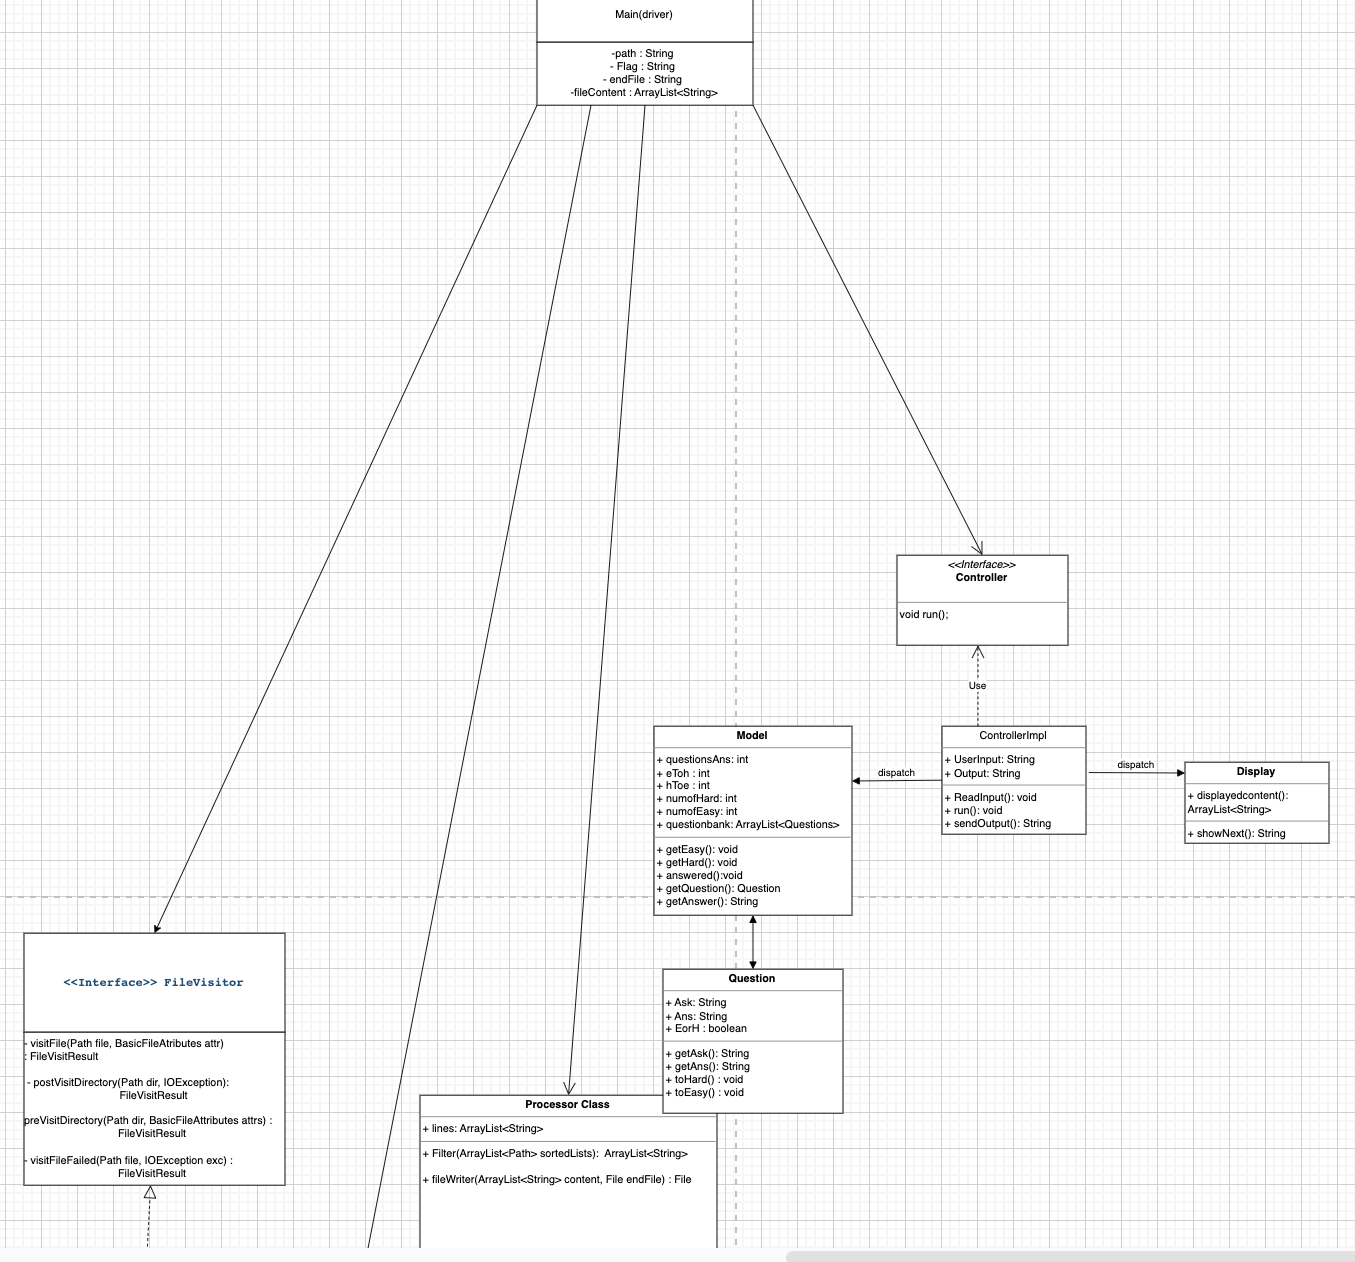 Main(driver)
-path : String
- Flag : String
- endFile : String
-fileContent : ArrayList<String>
<<Interface>>
Controller
void run();
Use
ControllerImpl
+ UserInput: String
+ Output: String
+ ReadInput(): void
+ run(): void
+ sendOutput(): String
dispatch
dispatch
Model
+ questionsAns: int
+ eToh : int
+ hToe : int
+ numofHard: int
+ numofEasy: int
+ questionbank: ArrayList<Questions>
+ getEasy(): void
+ getHard(): void
+ answered():void
+ getQuestion(): Question
+ getAnswer(): String
Display
+ displayedcontent():
ArrayList<String>
+ showNext(): String
<<Interface>> FileVisitor
- visitFile(Path file, BasicFileAtributes attr)
: FileVisitResult
- postVisitDirectory(Path dir, IOException):
FileVisitResult
preVisitDirectory(Path dir, BasicFileAttributes attrs) :
FileVisitResult
- visitFileFailed(Path file, IOException exc) :
FileVisitResult
Question
+ Ask: String
+ Ans: String
+ EorH : boolean
+ getAsk(): String
+ getAns(): String
+ toHard() : void
+ toEasy() : void
Processor Class
+ lines: ArrayList<String>
+ Filter(ArrayList<Path> sortedLists): ArrayList<String>
+ fileWriter(ArrayList<String> content, File endFile) : File